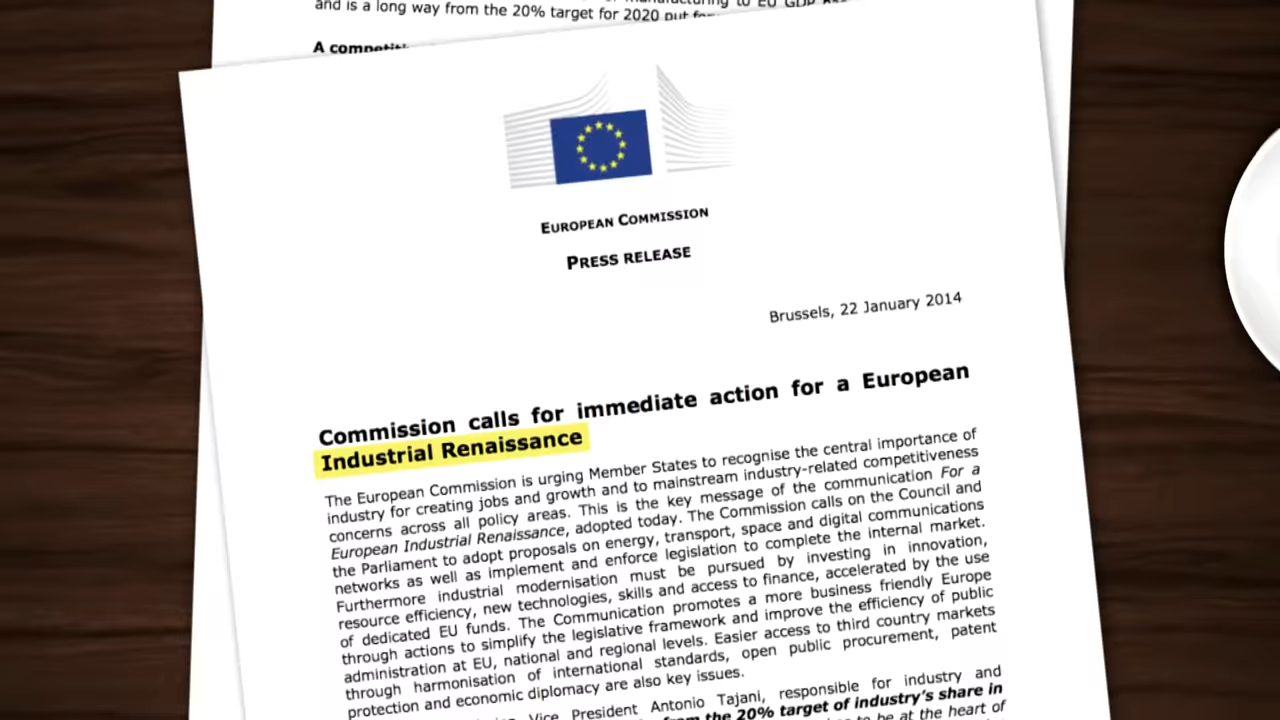 and is a long way from the 20% target for 2020 put
A
EUROPEAN COMMISSION
PRESS RELEASE
Brussels, 22 January 2014
Commission calls for immediate action for a European
Industrial Renaissance
The European Commission is urging Member States to recognise the central importance of
industry for creating jobs and growth and to mainstream industry-related competitiveness
concerns across all policy areas. This is the key message of the communication For a
European Industrial Renaissance, adopted today. The Commission calls on the Council and
the Parliament to adopt proposals on energy, transport, space and digital communications
networks as well as implement and enforce legislation to complete the internal market.
Furthermore industrial modernisation must be pursued by investing in innovation,
resource efficiency, new technologies, skills and access to finance, accelerated by the use
of dedicated EU funds. The Communication promotes a more business friendly Europe
through actions to simplify the legislative framework and improve the efficiency of public
administration at EU, national and regional levels. Easier access to third country markets
through harmonisation of international standards, open public procurement, patent
protection and economic diplomacy are also key issues.
Vice President Antonio Tajani, responsible for industry and
from the 20% target of industry's share in
to be at the heart of